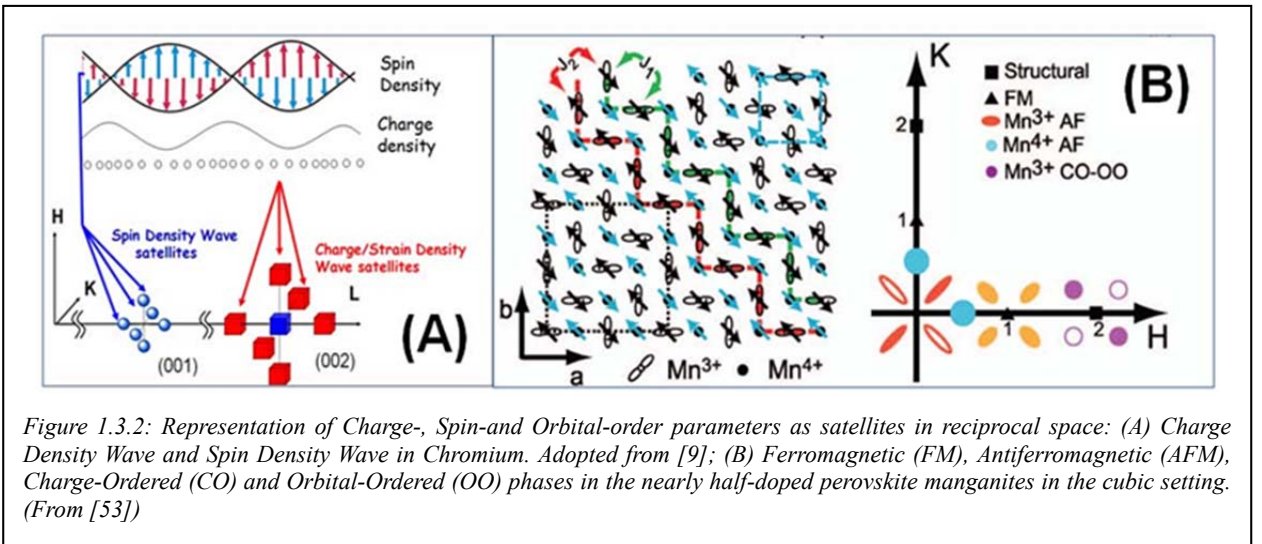 Spin
Density
Charge
density
H
Spin Density Wave
satellites
Charge/Strain Density
Wave satellites
K
L
(001)
(002)
(A)
J2
J1
b
a
Mn3+
Mn4+
K
(B)
Structural
FM
Mn3+ AF
Mn4+ AF
Mn3+ CO-OO
2
1
1
2
H
Figure 1.3.2: Representation of Charge-, Spin-and Orbital-order parameters as satellites in reciprocal space: (A) Charge
Density Wave and Spin Density Wave in Chromium. Adopted from [9]; (B) Ferromagnetic (FM), Antiferromagnetic (AFM),
Charge-Ordered (CO) and Orbital-Ordered (OO) phases in the nearly half-doped perovskite manganites in the cubic setting.
(From [53])